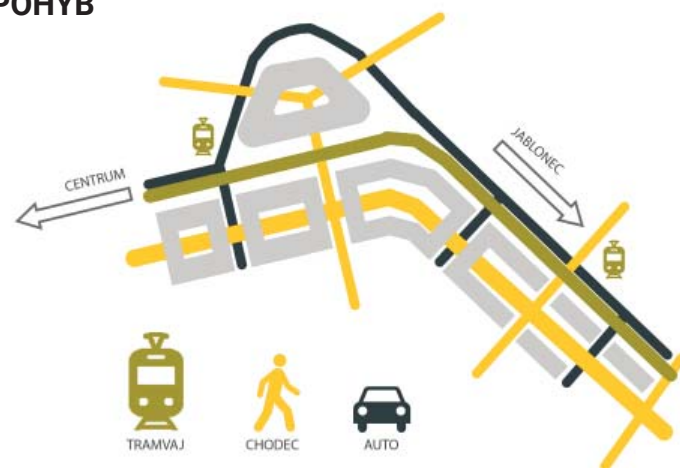 POHYB
JABLONEC
CENTRUM
TRAMVAJ
CHODEC
AUTO